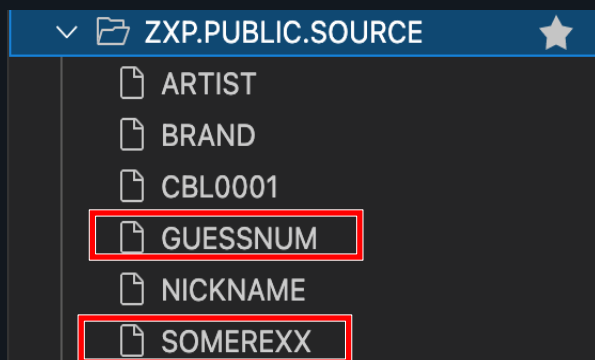 ZXP.PUBLIC.SOURCE
ARTIST
BRAND
CBL0001
GUESSNUM
NICKNAME
SOMEREXX